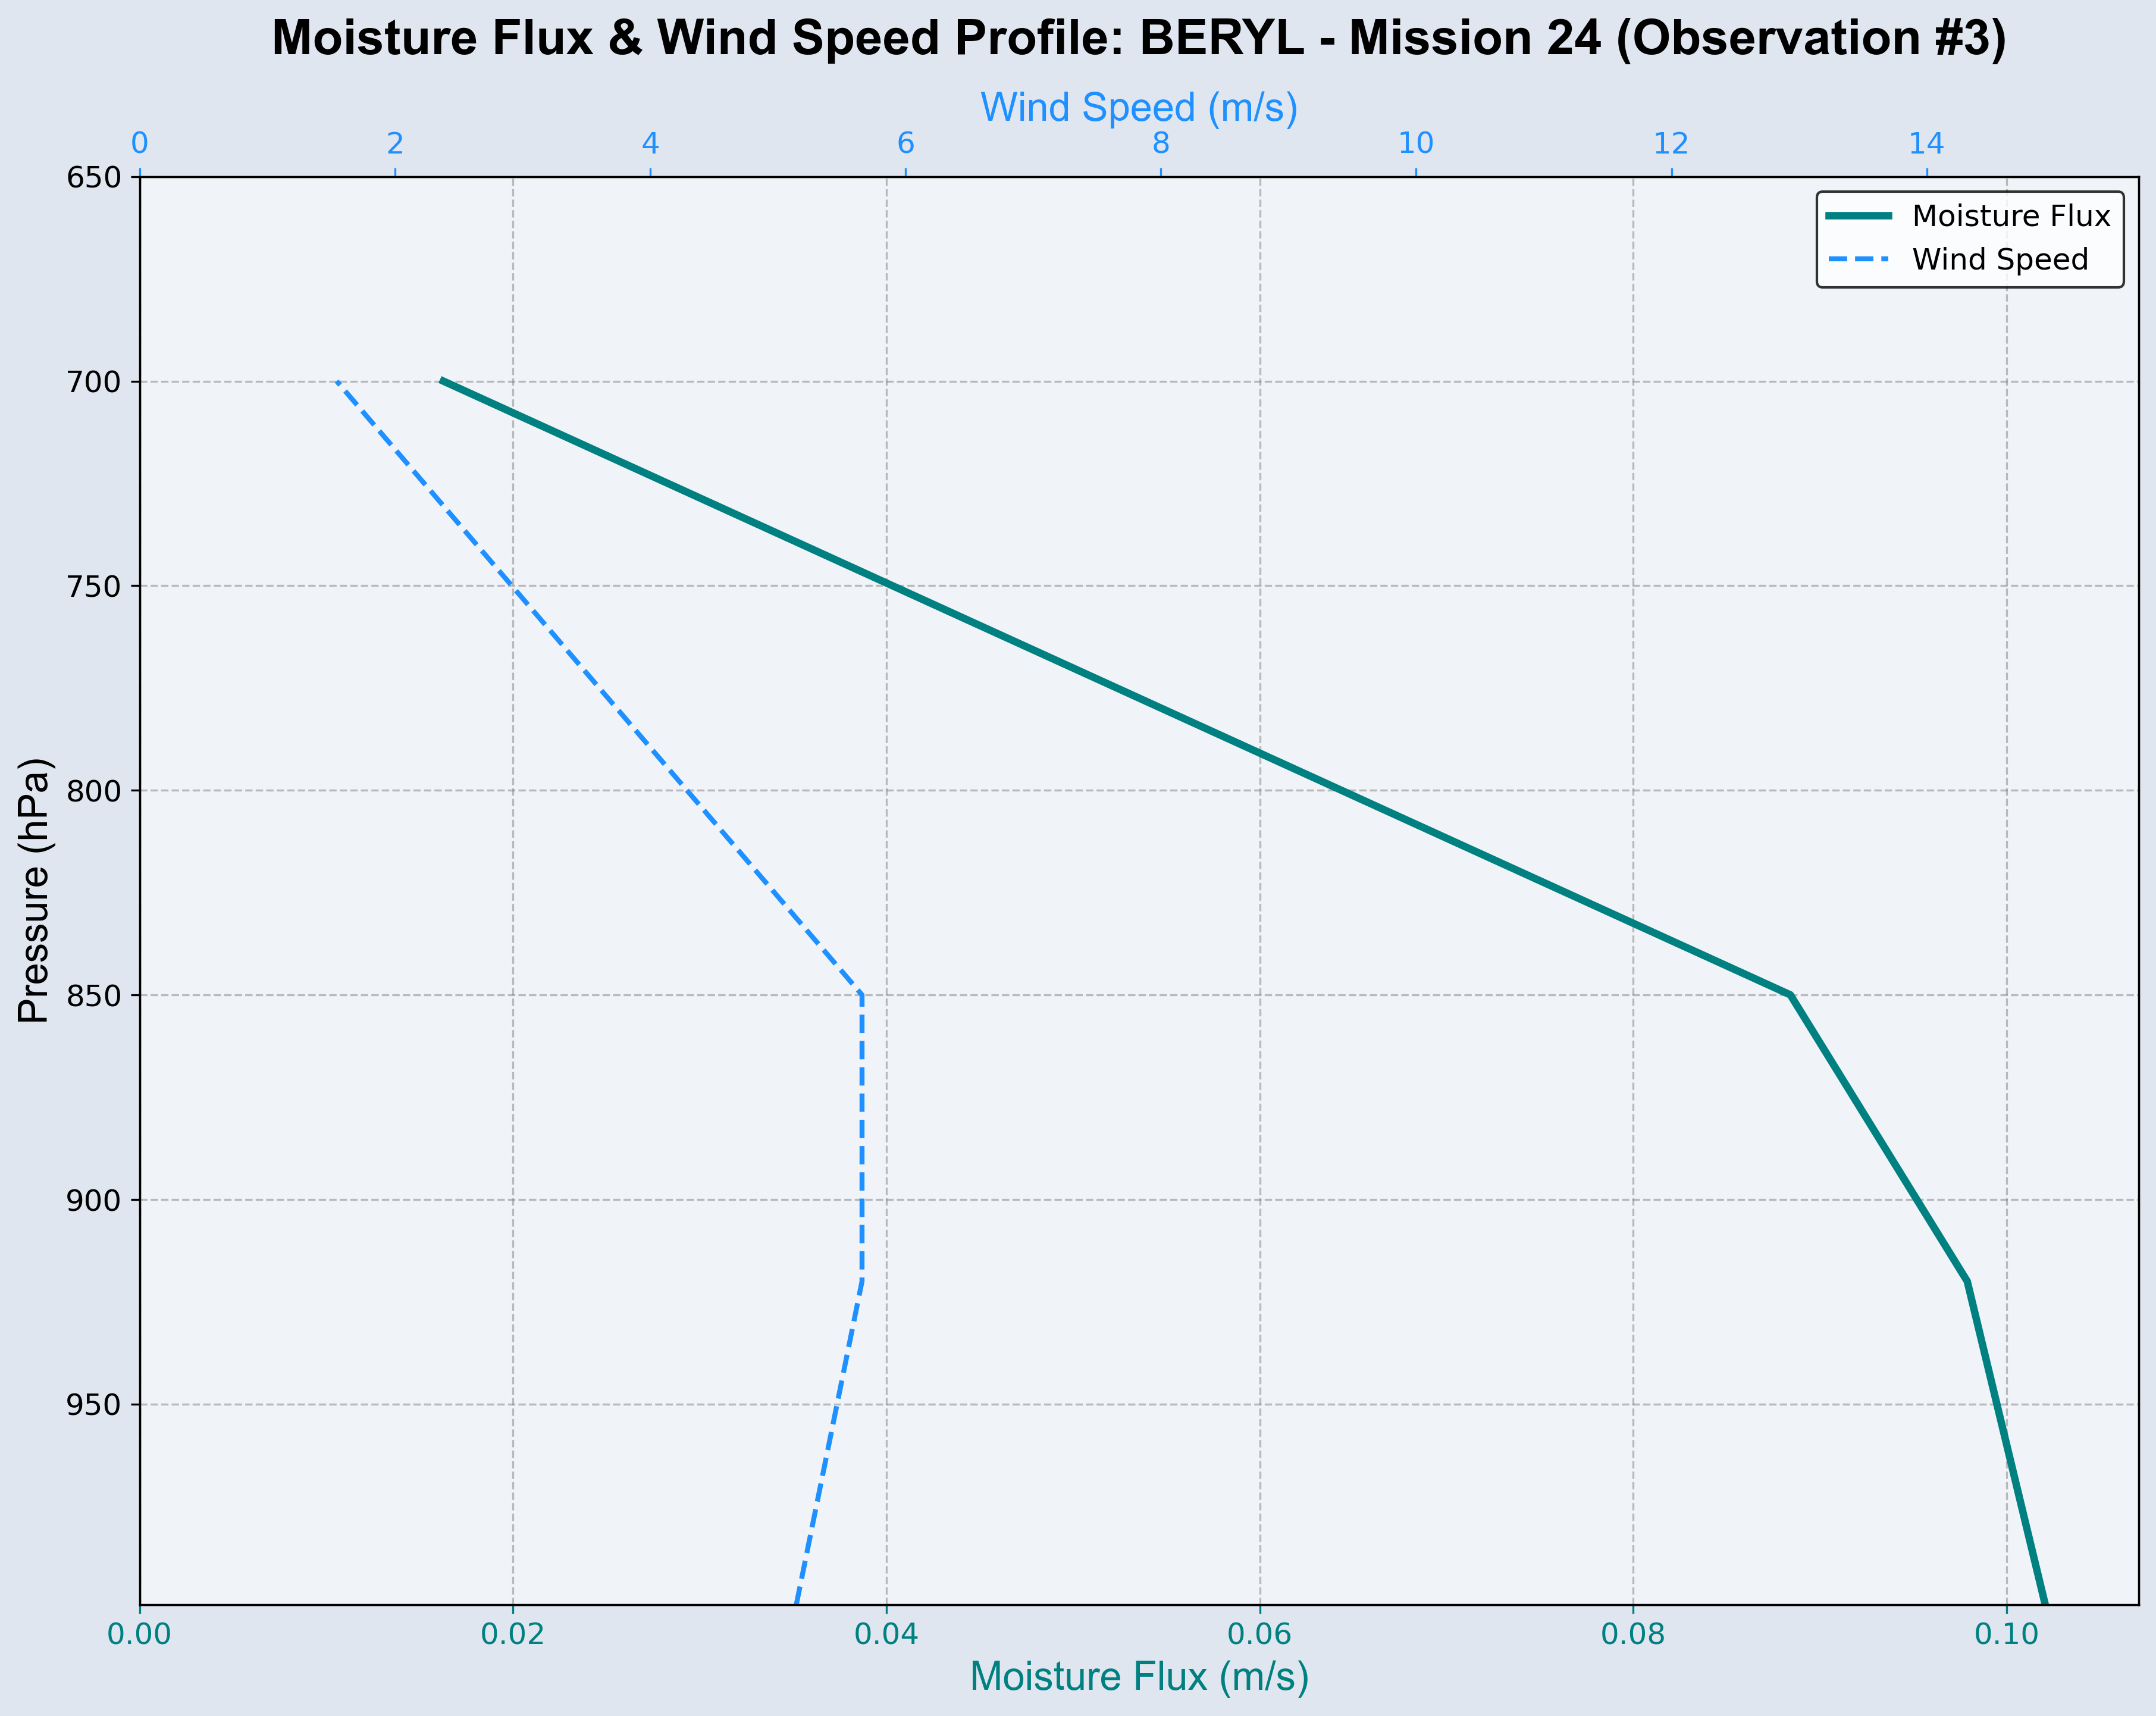 Moisture Flux & Wind Speed Profile: BERYL - Mission 24 (Observation #3)
Wind Speed (m/s)
0 2 4 6 8 10 12 14
Moisture Flux
Wind Speed
Pressure (hPa)
650
700
750
800
850
900
950
0.00 0.02 0.04 0.06 0.08 0.10
Moisture Flux (m/s)